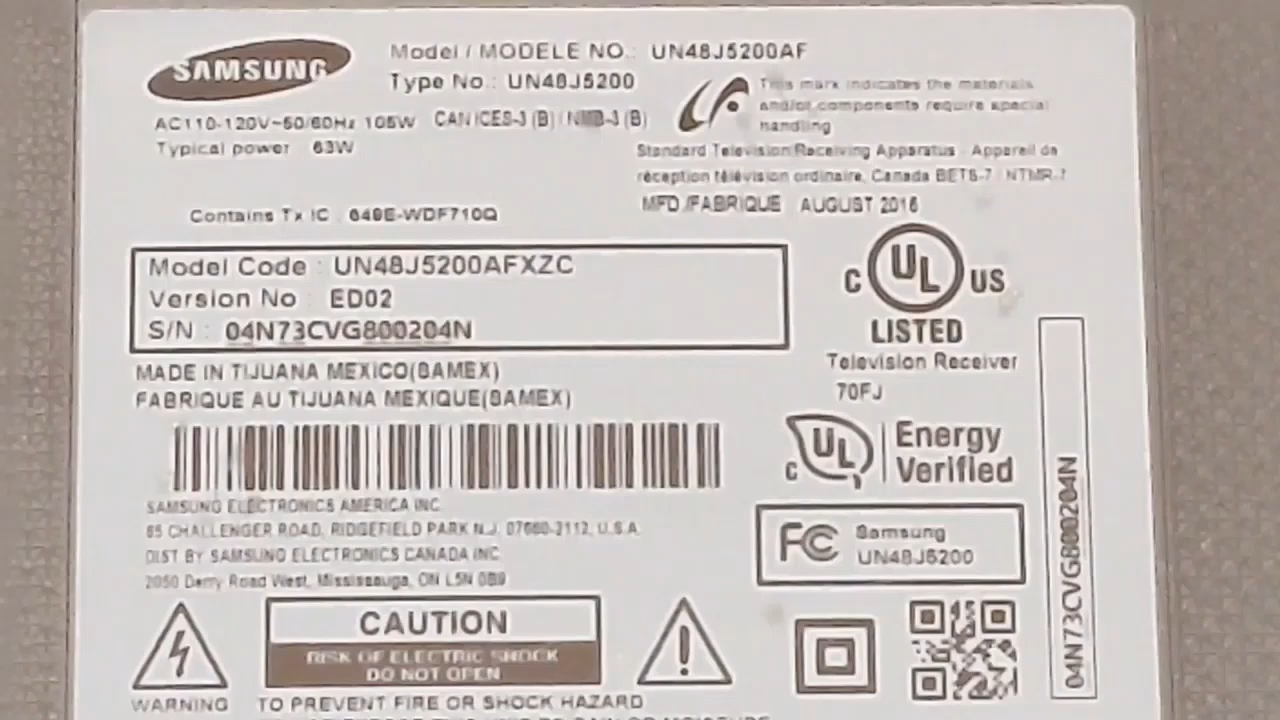 SAMSUNG
Model / MODELE NO.: UN48J5200AF
Type No.: UN48J5200
AC110-120V~50/60Hz 105W CAN ICES-3 (B) / NMB-3 (B)
Typical power 63W
This mark indicates the materials
and/or components require special
handling
Standard Television Receiving Apparatus - Appareil de
réception télévision ordinaire, Canada BETS-7 / NTMR-7
MFD /FABRIQUE AUGUST 2016
Contains Tx IC : 649E-WDF710Q
Model Code : UN48J5200AFXZC
Version No : ED02
S/N : 04N73CVG800204N
C UL US
LISTED
Television Receiver
70FJ
MADE IN TIJUANA MEXICO(SAMEX)
FABRIQUE AU TIJUANA MEXIQUE(SAMEX)
C UL Energy
Verified
SAMSUNG ELECTRONICS AMERICA INC.
85 CHALLENGER ROAD, RIDGEFIELD PARK N.J. 07660-2112, U.S.A.
DIST BY SAMSUNG ELECTRONICS CANADA INC.
2050 Derry Road West, Mississauga, ON L5N 0B9
FC Samsung
UN48J5200
04N73CVG800204N
CAUTION
RISK OF ELECTRIC SHOCK
DO NOT OPEN
WARNING TO PREVENT FIRE OR SHOCK HAZARD